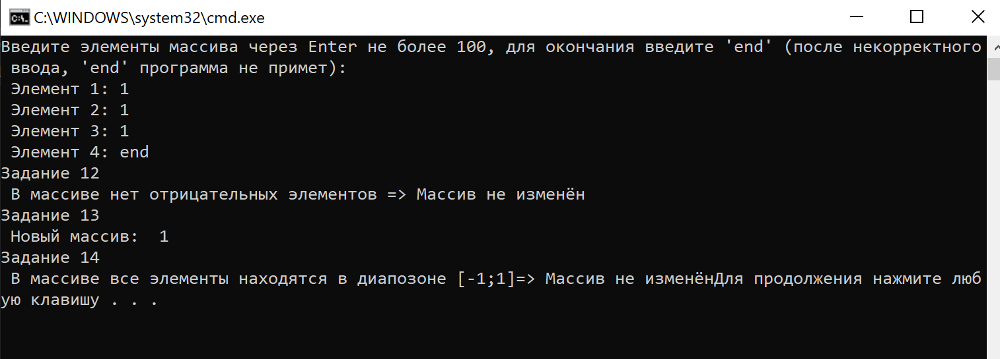 C:\WINDOWS\system32\cmd.exe
Введите элементы массива через Enter не более 100, для окончания введите 'end' (после некорректного
ввода, 'end' программа не примет):
Элемент 1: 1
Элемент 2: 1
Элемент 3: 1
Элемент 4: end
Задание 12
В массиве нет отрицательных элементов => Массив не изменён
Задание 13
Новый массив:  1
Задание 14
В массиве все элементы находятся в диапозоне [-1;1]=> Массив не изменёнДля продолжения нажмите люб
ую клавишу . . .